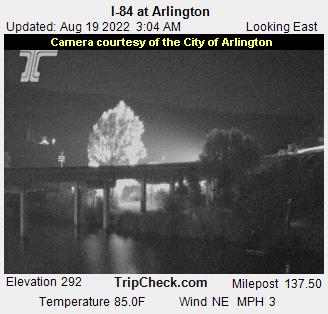 I-84 at Arlington
Updated: Aug 19 2022 3:04 AM Looking East
Camera courtesy of the City of Arlington
Elevation 292 TripCheck.com Milepost 137.50
Temperature 85.0F Wind NE MPH 3